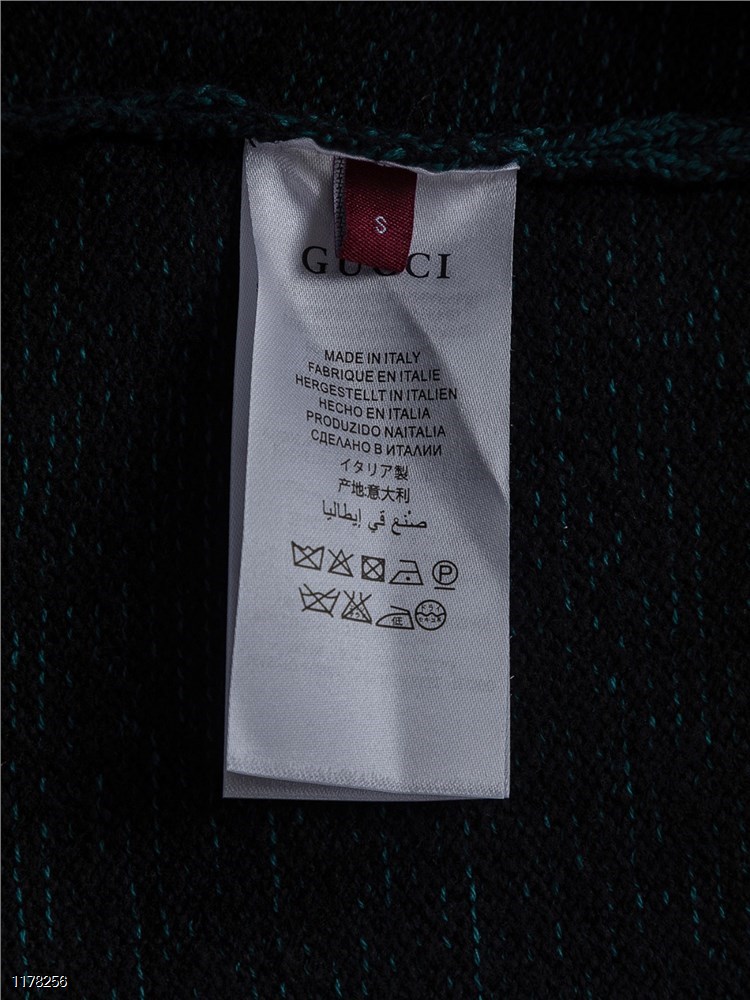 S
GUCCI
MADE IN ITALY
FABRIQUE EN ITALIE
HERGESTELLT IN ITALIEN
HECHO EN ITALIA
PRODUZIDO NAITALIA
СДЕЛАНО В ИТАЛИИ
イタリア製
产地:意大利
صنع في إيطاليا
P
低
1178256